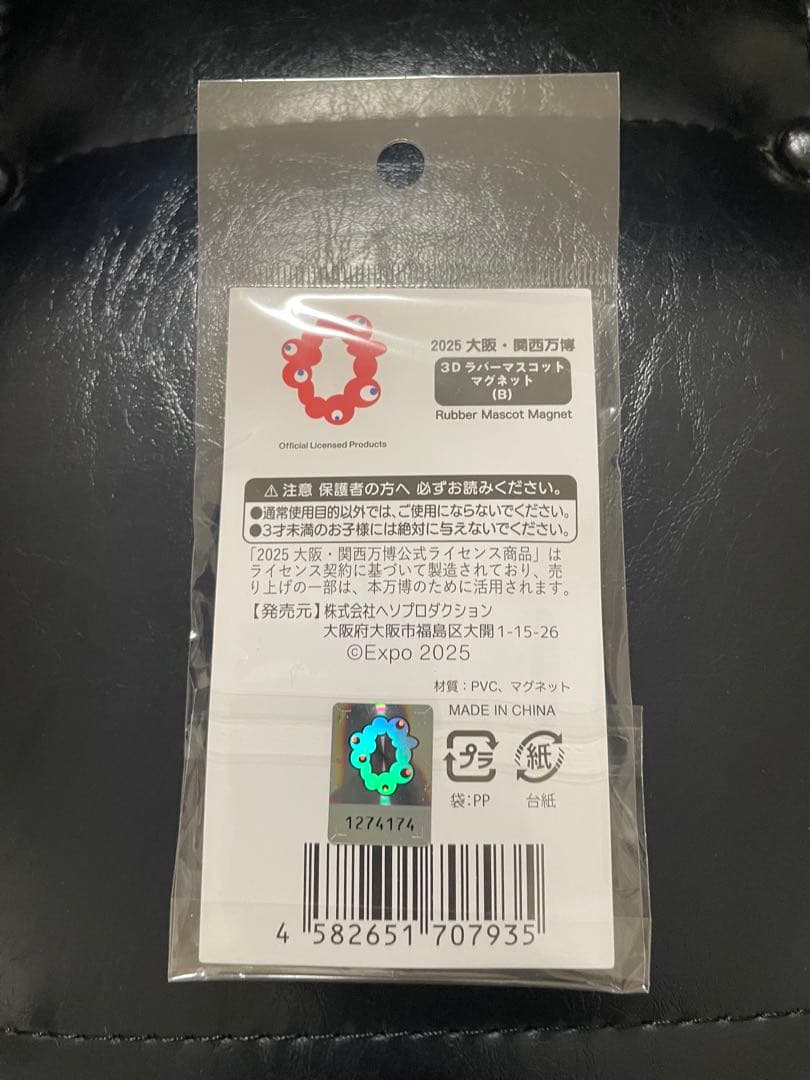 2025 大阪・関西万博
3D ラバーマスコット
マグネット
(B)
Rubber Mascot Magnet
Official Licensed Products
⚠注意 保護者の方へ 必ずお読みください。
●通常使用目的以外では、ご使用にならないでください。
●3才未満のお子様には絶対に与えないでください。
「2025 大阪・関西万博公式ライセンス商品」は
ライセンス契約に基づいて製造されており、売
り上げの一部は、本万博のために活用されます。
【発売元】株式会社ヘソプロダクション
大阪府大阪市福島区大開1-15-26
©Expo 2025
材質：PVC、マグネット
MADE IN CHINA
プラ
紙
袋：PP
台紙
1274174
4 582651 707935